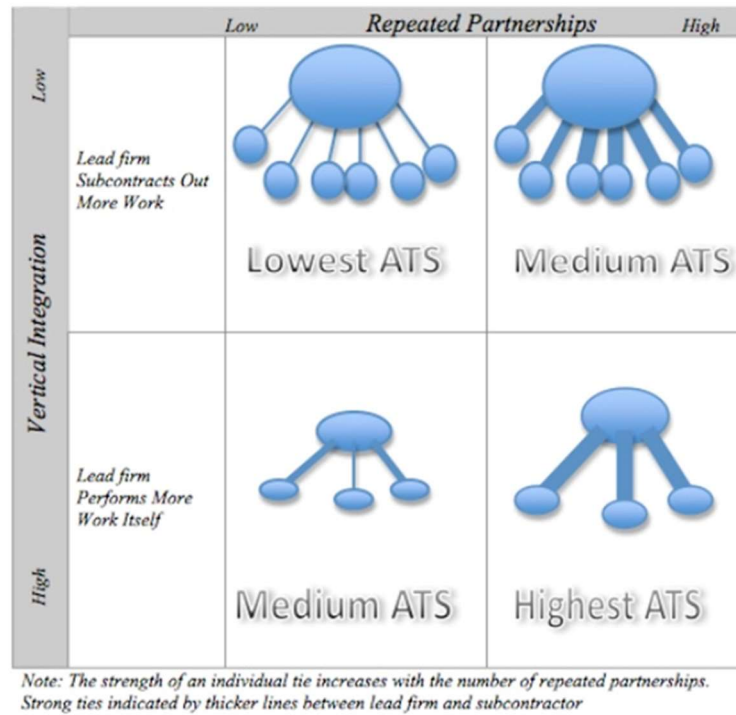 Low Repeated Partnerships High
Low
Lead firm
Subcontracts Out
More Work
Lowest ATS
Medium ATS
Vertical Integration
Lead firm
Performs More
Work Itself
High
Medium ATS
Highest ATS
Note: The strength of an individual tie increases with the number of repeated partnerships.
Strong ties indicated by thicker lines between lead firm and subcontractor